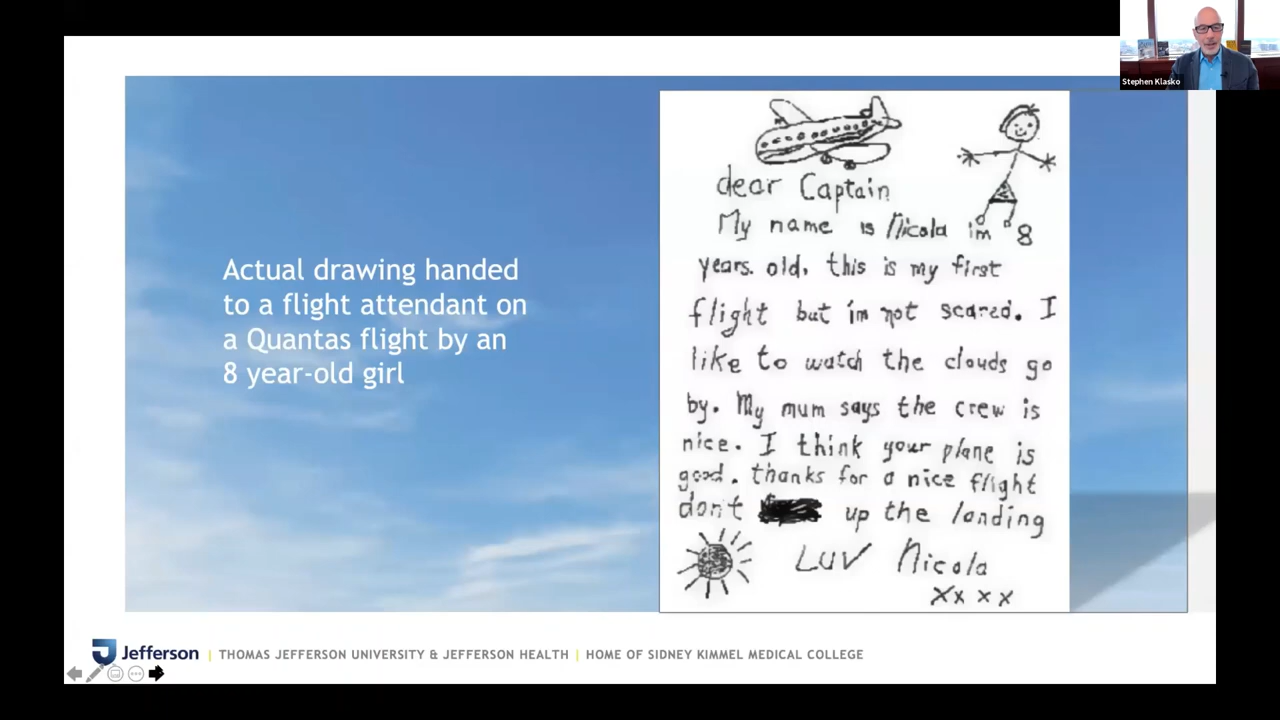 Stephen Klasko
Actual drawing handed
to a flight attendant on
a Quantas flight by an
8 year-old girl
dear Captain
My name is Nicola im 8
years. old. this is my first
flight but im not scared. I
like to watch the clouds go
by. My mum says the crew is
nice. I think your plane is
good. thanks for a nice flight
don't up the landing
LUV Nicola
xx xx
Jefferson | THOMAS JEFFERSON UNIVERSITY & JEFFERSON HEALTH | HOME OF SIDNEY KIMMEL MEDICAL COLLEGE